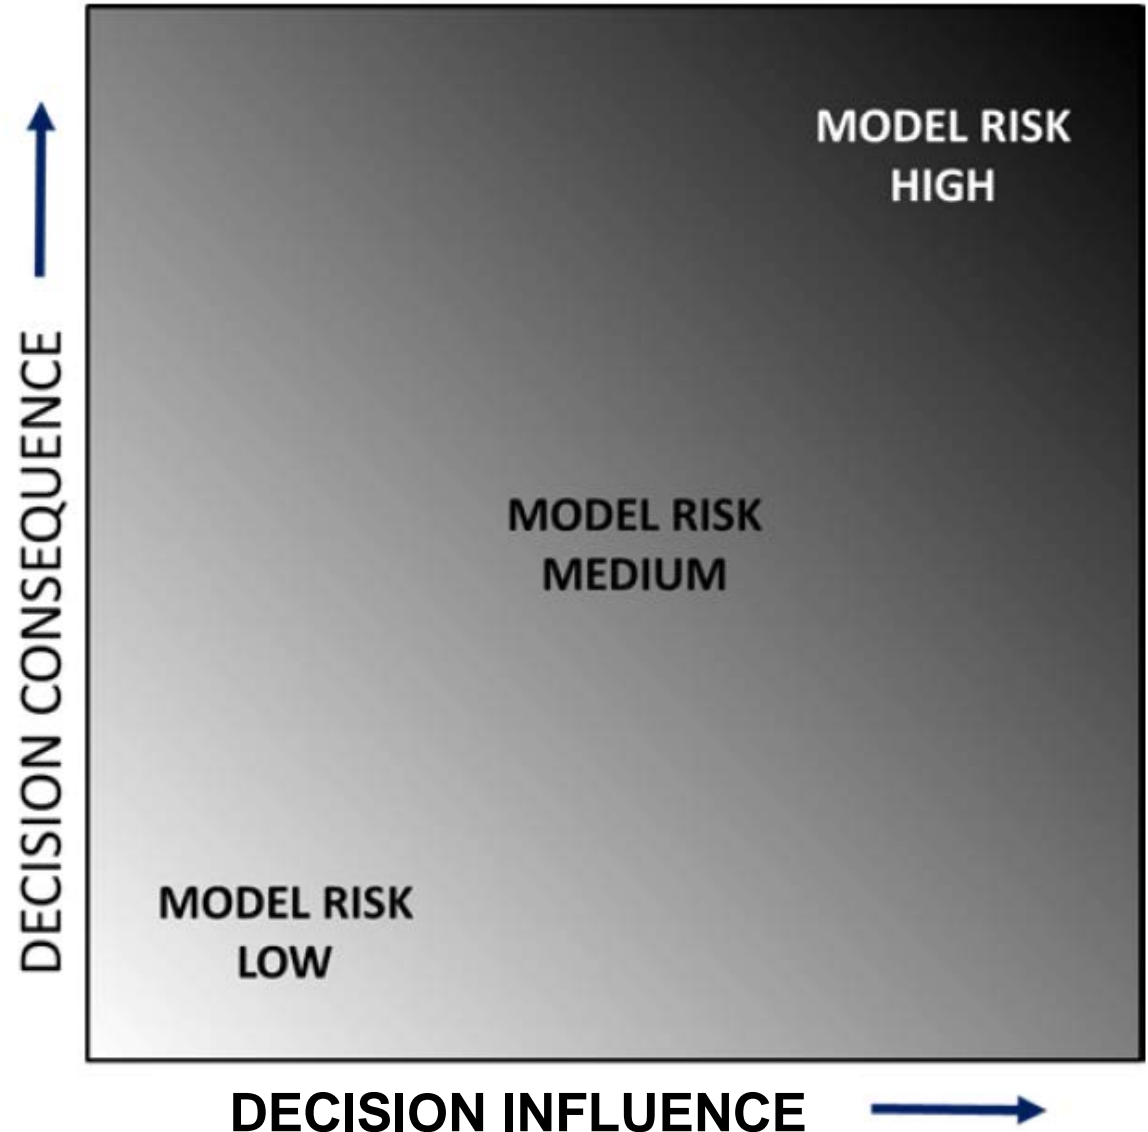 MODEL RISK
HIGH
DECISION CONSEQUENCE
MODEL RISK
MEDIUM
MODEL RISK
LOW
DECISION INFLUENCE